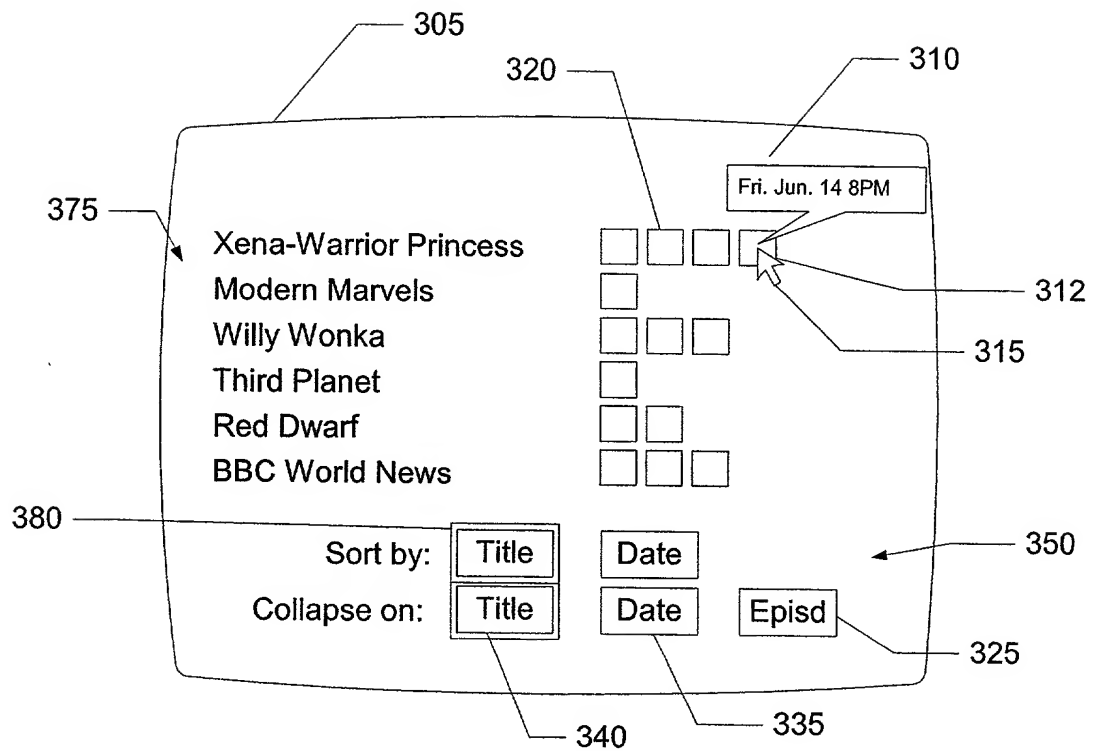 305
320
310
Fri. Jun. 14 8PM
375
Xena-Warrior Princess
312
Modern Marvels
315
Willy Wonka
Third Planet
Red Dwarf
BBC World News
380
Sort by: Title Date
350
Collapse on: Title Date Episd
325
340
335